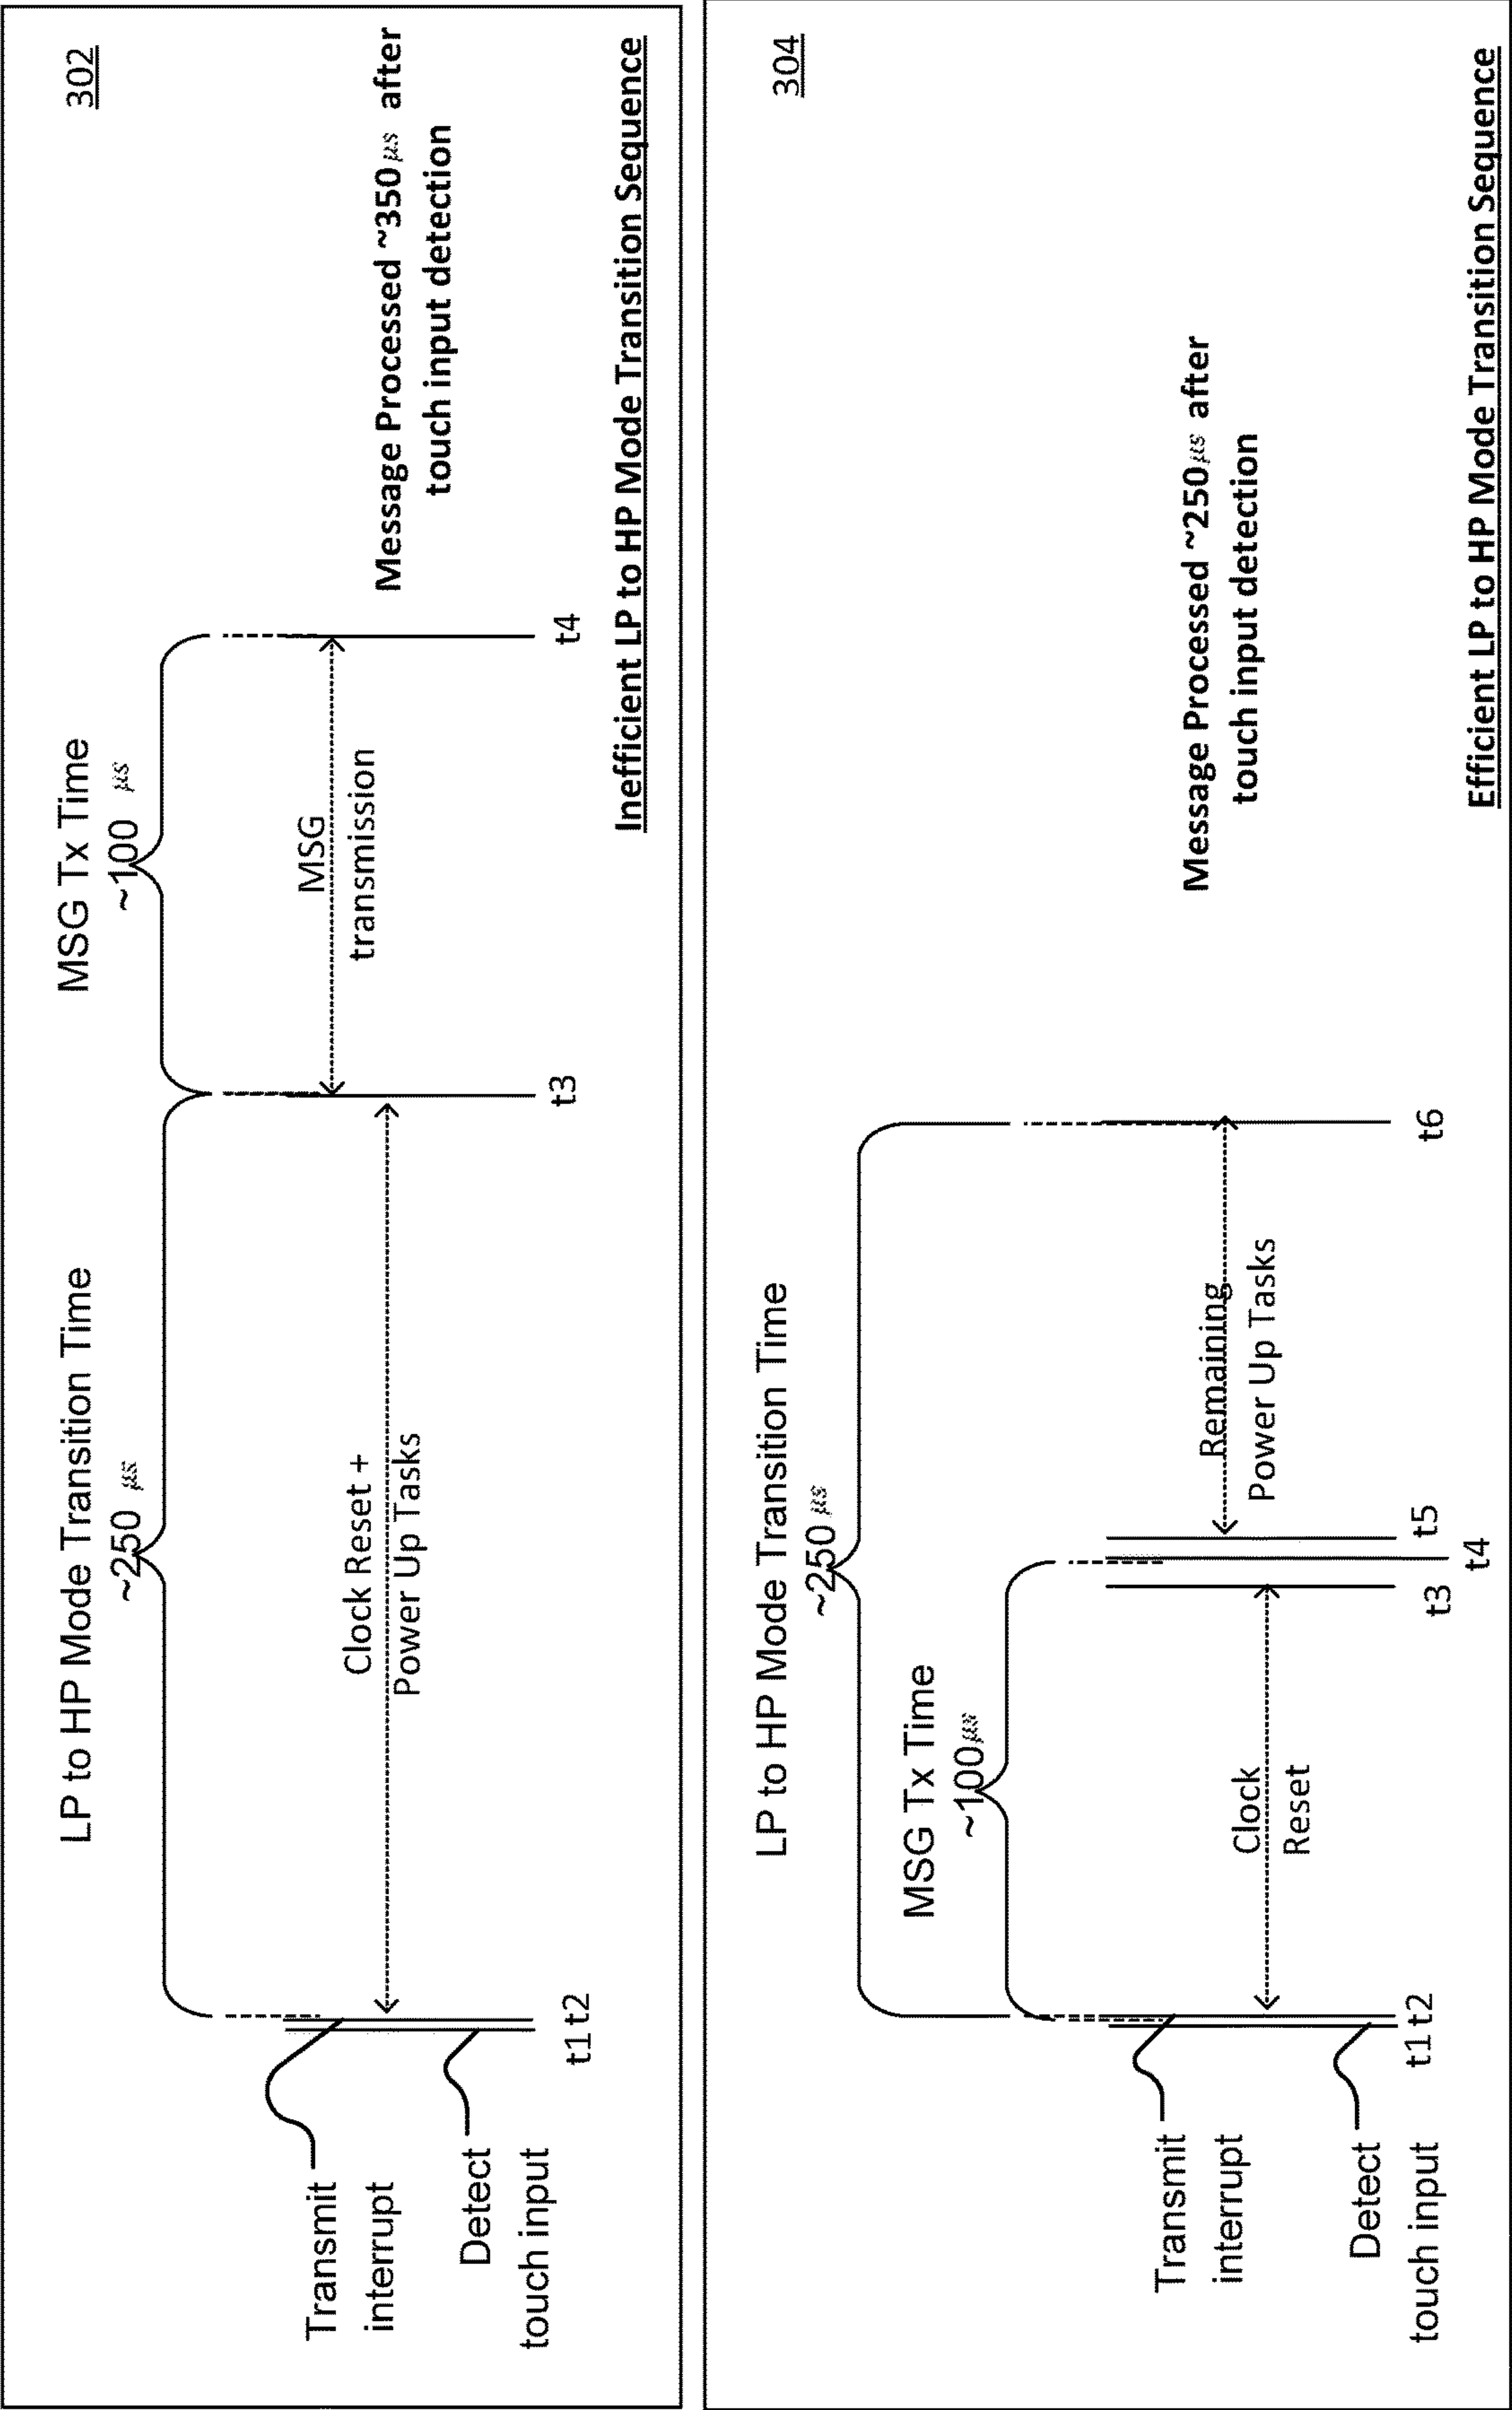 302
LP to HP Mode Transition Time
~250 µs
MSG Tx Time
~100 µs
Transmit
interrupt
Detect
touch input
Clock Reset +
Power Up Tasks
MSG
transmission
t1 t2
t3
t4
Message Processed ~350 µs after
touch input detection
Inefficient LP to HP Mode Transition Sequence
304
LP to HP Mode Transition Time
~250 µs
MSG Tx Time
~100 µs
Transmit
interrupt
Detect
touch input
Clock
Reset
Remaining
Power Up Tasks
t1 t2
t3
t4
t5
t6
Message Processed ~250 µs after
touch input detection
Efficient LP to HP Mode Transition Sequence